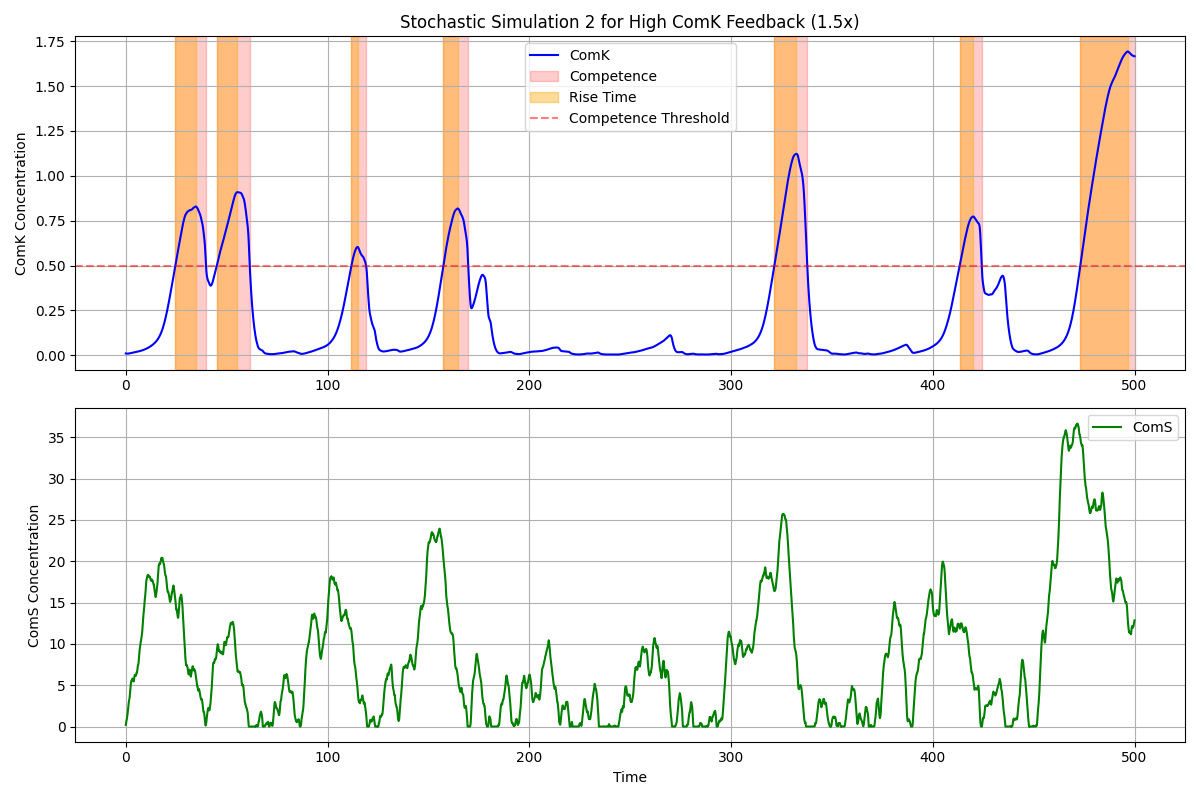 Stochastic Simulation 2 for High ComK Feedback (1.5x)
ComK Concentration
1.75
1.50
1.25
1.00
0.75
0.50
0.25
0.00
ComK
Competence
Rise Time
Competence Threshold
0 100 200 300 400 500
ComS Concentration
35
30
25
20
15
10
5
0
ComS
0 100 200 300 400 500
Time